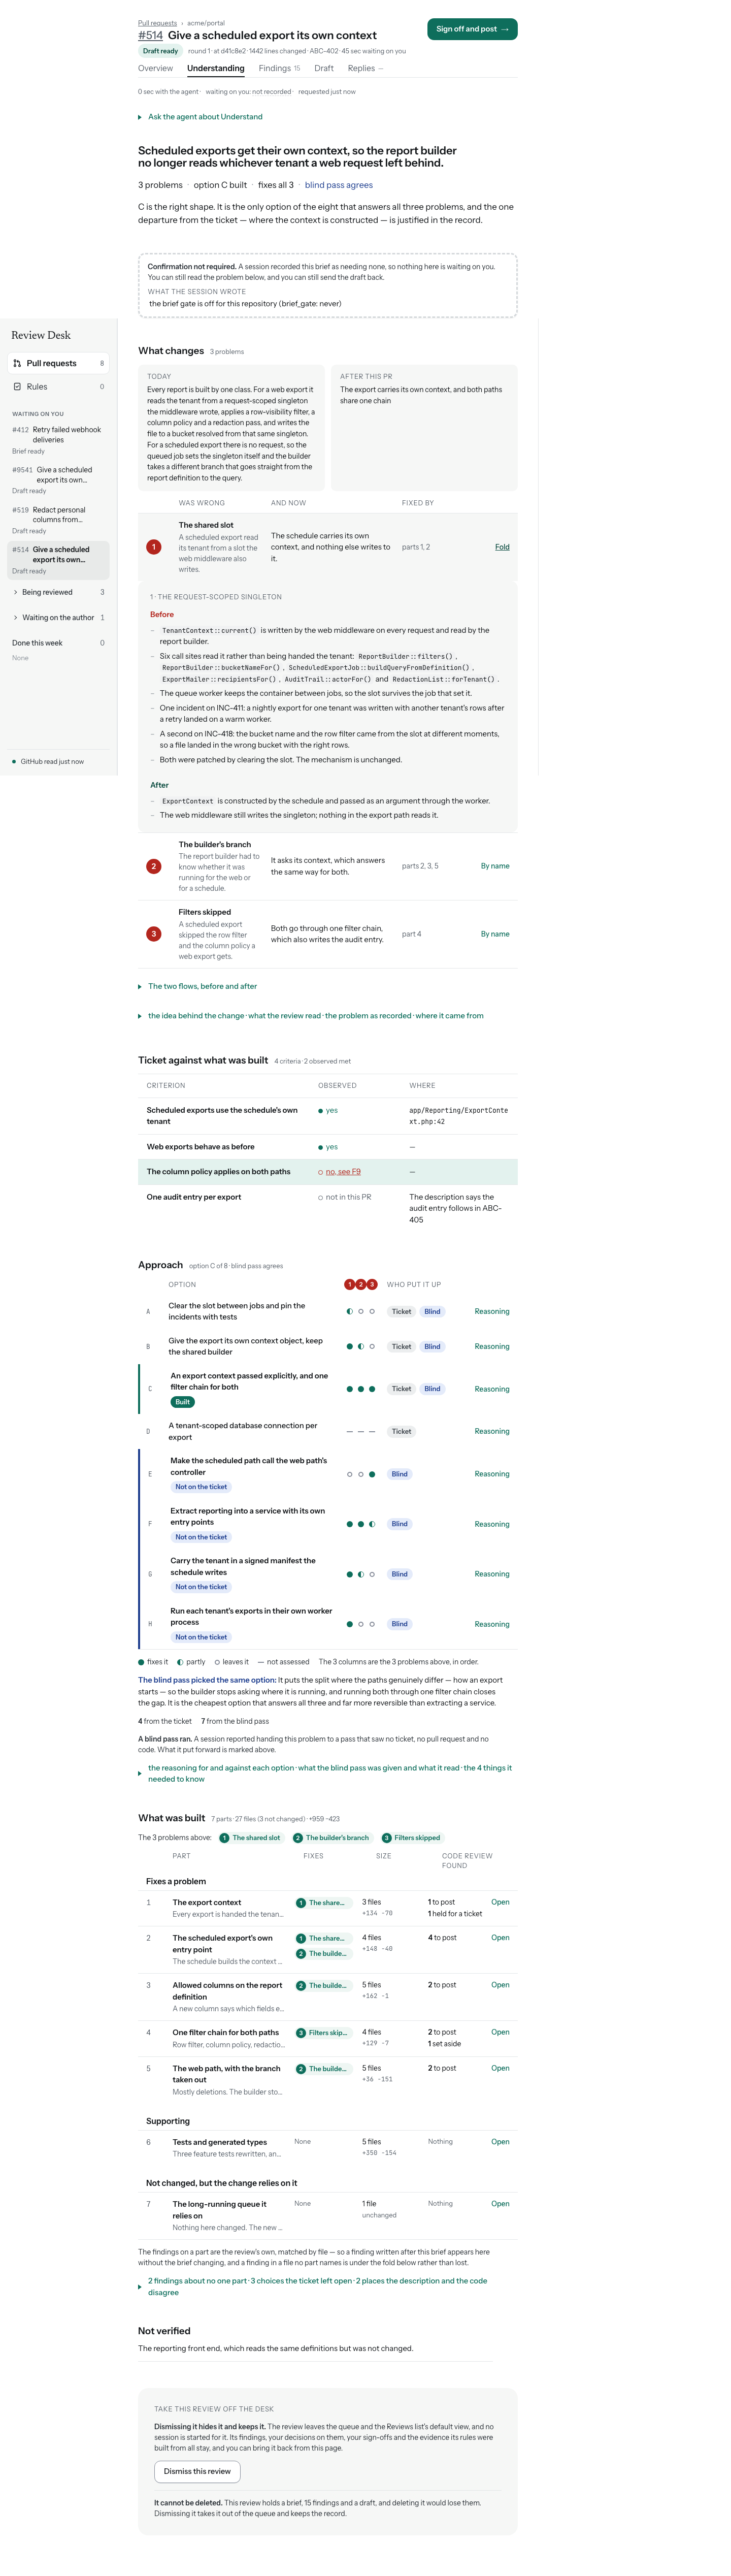 Pull requests › acme/portal
#514 Give a scheduled export its own context
Sign off and post →
Draft ready round 1 · at d41c8e2 · 1442 lines changed · ABC-402 · 45 sec waiting on you
Overview Understanding Findings 15 Draft Replies —
0 sec with the agent · waiting on you: not recorded · requested just now
Ask the agent about Understand
Scheduled exports get their own context, so the report builder
no longer reads whichever tenant a web request left behind.
3 problems · option C built · fixes all 3 · blind pass agrees
C is the right shape. It is the only option of the eight that answers all three problems, and the one
departure from the ticket — where the context is constructed — is justified in the record.
Confirmation not required. A session recorded this brief as needing none, so nothing here is waiting on you.
You can still read the problem below, and you can still send the draft back.
WHAT THE SESSION WROTE
the brief gate is off for this repository (brief_gate: never)
Review Desk
Pull requests 8
Rules 0
WAITING ON YOU
#412 Retry failed webhook
deliveries
Brief ready
#9541 Give a scheduled
export its own...
Draft ready
#519 Redact personal
columns from...
Draft ready
#514 Give a scheduled
export its own...
Draft ready
Being reviewed 3
Waiting on the author 1
Done this week 0
None
GitHub read just now
What changes 3 problems
TODAY
Every report is built by one class. For a web export it
reads the tenant from a request-scoped singleton
the middleware wrote, applies a row-visibility filter, a
column policy and a redaction pass, and writes the
file to a bucket resolved from that same singleton.
For a scheduled export there is no request, so the
queued job sets the singleton itself and the builder
takes a different branch that goes straight from the
report definition to the query.
AFTER THIS PR
The export carries its own context, and both paths
share one chain
WAS WRONG AND NOW FIXED BY
1 The shared slot
A scheduled export read
its tenant from a slot the
web middleware also
writes.
The schedule carries its own
context, and nothing else writes to
it.
parts 1, 2 Fold
1 · THE REQUEST-SCOPED SINGLETON
Before
– TenantContext::current() is written by the web middleware on every request and read by the
report builder.
– Six call sites read it rather than being handed the tenant: ReportBuilder::filters(),
ReportBuilder::bucketNameFor(), ScheduledExportJob::buildQueryFromDefinition(),
ExportMailer::recipientsFor(), AuditTrail::actorFor() and RedactionList::forTenant().
– The queue worker keeps the container between jobs, so the slot survives the job that set it.
– One incident on INC-411: a nightly export for one tenant was written with another tenant's rows after
a retry landed on a warm worker.
– A second on INC-418: the bucket name and the row filter came from the slot at different moments,
so a file landed in the wrong bucket with the right rows.
– Both were patched by clearing the slot. The mechanism is unchanged.
After
– ExportContext is constructed by the schedule and passed as an argument through the worker.
– The web middleware still writes the singleton; nothing in the export path reads it.
2 The builder's branch
The report builder had to
know whether it was
running for the web or
for a schedule.
It asks its context, which answers
the same way for both.
parts 2, 3, 5 By name
3 Filters skipped
A scheduled export
skipped the row filter
and the column policy a
web export gets.
Both go through one filter chain,
which also writes the audit entry.
part 4 By name
The two flows, before and after
the idea behind the change · what the review read · the problem as recorded · where it came from
Ticket against what was built 4 criteria · 2 observed met
CRITERION OBSERVED WHERE
Scheduled exports use the schedule's own
tenant
yes
app/Reporting/ExportConte
xt.php:42
Web exports behave as before yes —
The column policy applies on both paths no, see F9 —
One audit entry per export not in this PR
The description says the
audit entry follows in ABC-
405
Approach option C of 8 · blind pass agrees
OPTION 1 2 3 WHO PUT IT UP
A Clear the slot between jobs and pin the
incidents with tests
Ticket Blind Reasoning
B Give the export its own context object, keep
the shared builder
Ticket Blind Reasoning
C An export context passed explicitly, and one
filter chain for both
Built
Ticket Blind Reasoning
D A tenant-scoped database connection per
export
— — — Ticket Reasoning
E Make the scheduled path call the web path's
controller
Not on the ticket
Blind Reasoning
F Extract reporting into a service with its own
entry points
Not on the ticket
Blind Reasoning
G Carry the tenant in a signed manifest the
schedule writes
Not on the ticket
Blind Reasoning
H Run each tenant's exports in their own worker
process
Not on the ticket
Blind Reasoning
fixes it partly leaves it — not assessed The 3 columns are the 3 problems above, in order.
The blind pass picked the same option: It puts the split where the paths genuinely differ — how an export
starts — so the builder stops asking where it is running, and running both through one filter chain closes
the gap. It is the cheapest option that answers all three and far more reversible than extracting a service.
4 from the ticket 7 from the blind pass
A blind pass ran. A session reported handing this problem to a pass that saw no ticket, no pull request and no
code. What it put forward is marked above.
the reasoning for and against each option · what the blind pass was given and what it read · the 4 things it
needed to know
What was built 7 parts · 27 files (3 not changed) · +959 −423
The 3 problems above: 1 The shared slot 2 The builder's branch 3 Filters skipped
PART FIXES SIZE CODE REVIEW
FOUND
Fixes a problem
1 The export context
Every export is handed the tenan...
1 The share...
3 files
+134 -70
1 to post
1 held for a ticket
Open
2 The scheduled export's own
entry point
The schedule builds the context ...
1 The share...
2 The builde...
4 files
+148 -40
4 to post
Open
3 Allowed columns on the report
definition
A new column says which fields e...
2 The builde...
5 files
+162 -1
2 to post
Open
4 One filter chain for both paths
Row filter, column policy, redactio...
3 Filters skip...
4 files
+129 -7
2 to post
1 set aside
Open
5 The web path, with the branch
taken out
Mostly deletions. The builder sto...
2 The builde...
5 files
+36 -151
2 to post
Open
Supporting
6 Tests and generated types
Three feature tests rewritten, an...
None
5 files
+350 -154
Nothing
Open
Not changed, but the change relies on it
7 The long-running queue it
relies on
Nothing here changed. The new ...
None
1 file
unchanged
Nothing
Open
The findings on a part are the review's own, matched by file — so a finding written after this brief appears here
without the brief changing, and a finding in a file no part names is under the fold below rather than lost.
2 findings about no one part · 3 choices the ticket left open · 2 places the description and the code
disagree
Not verified
The reporting front end, which reads the same definitions but was not changed.
TAKE THIS REVIEW OFF THE DESK
Dismissing it hides it and keeps it. The review leaves the queue and the Reviews list's default view, and no
session is started for it. Its findings, your decisions on them, your sign-offs and the evidence its rules were
built from all stay, and you can bring it back from this page.
Dismiss this review
It cannot be deleted. This review holds a brief, 15 findings and a draft, and deleting it would lose them.
Dismissing it takes it out of the queue and keeps the record.